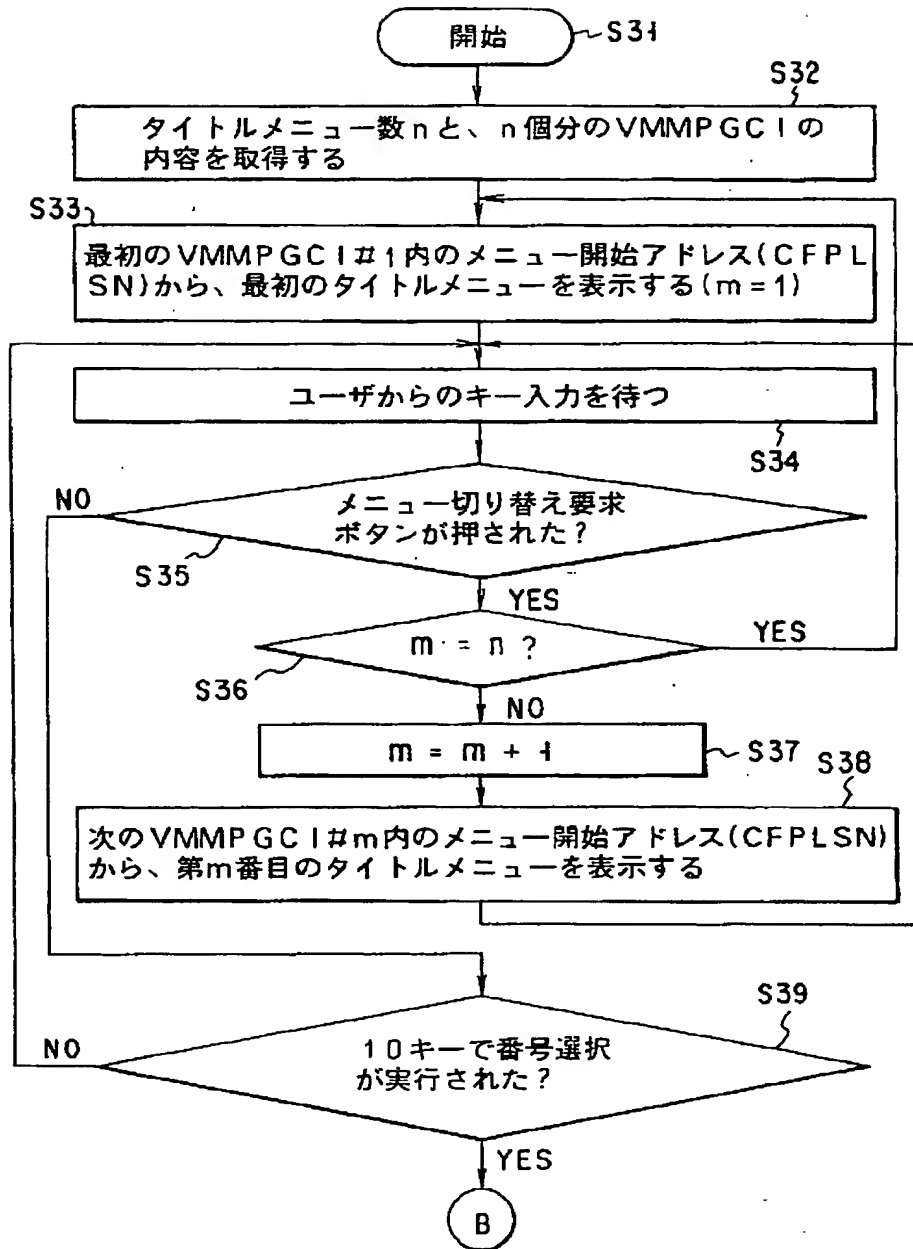 開始
S31
S32
タイトルメニュー数nと、n個分のVMMPGCIの
内容を取得する
S33
最初のVMMPGCI#1内のメニュー開始アドレス(CFPL
SN)から、最初のタイトルメニューを表示する(m=1)
ユーザからのキー入力を待つ
S34
NO
メニュー切り替え要求
ボタンが押された?
S35
YES
m = n ?
YES
S36
NO
m = m + 1
S37
S38
次のVMMPGCI#m内のメニュー開始アドレス(CFPLSN)
から、第m番目のタイトルメニューを表示する
S39
NO
10キーで番号選択
が実行された?
YES
B